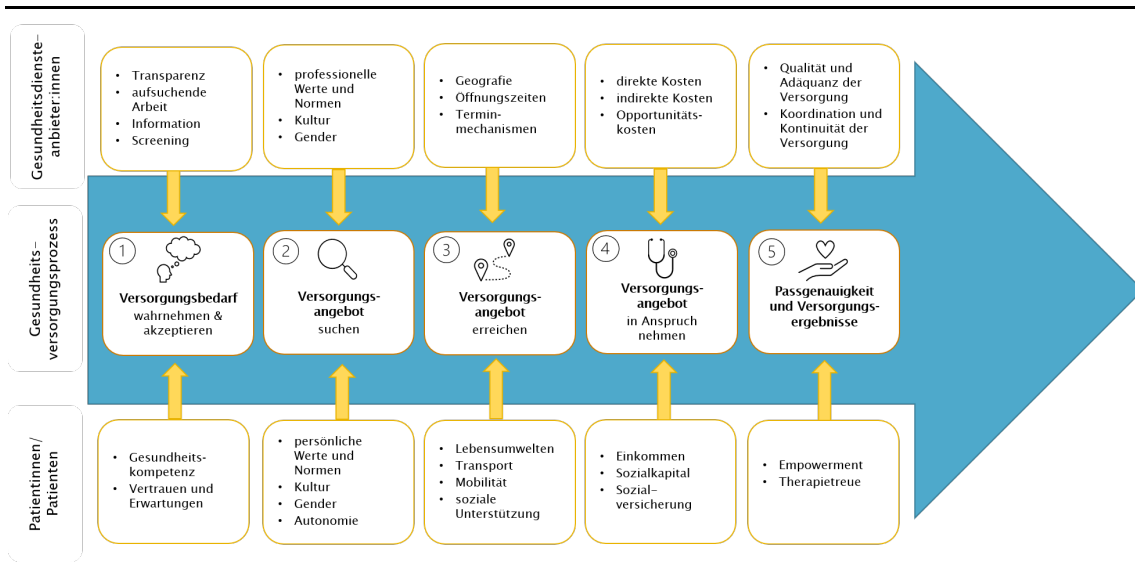 Gesundheitsdienste-
anbieter:innen
• Transparenz
• aufsuchende
Arbeit
• Information
• Screening
• professionelle
Werte und
Normen
• Kultur
• Gender
• Geografie
• Öffnungszeiten
• Termin-
mechanismen
• direkte Kosten
• indirekte Kosten
• Opportunitäts-
kosten
• Qualität und
Adäquanz der
Versorgung
• Koordination und
Kontinuität der
Versorgung
Gesundheits-
versorgungsprozess
1
Versorgungsbedarf
wahrnehmen &
akzeptieren
2
Versorgungs-
angebot
suchen
3
Versorgungs-
angebot
erreichen
4
Versorgungs-
angebot
in Anspruch
nehmen
5
Passgenauigkeit
und Versorgungs-
ergebnisse
Patientinnen/
Patienten
• Gesundheits-
kompetenz
• Vertrauen und
Erwartungen
• persönliche
Werte und
Normen
• Kultur
• Gender
• Autonomie
• Lebensumwelten
• Transport
• Mobilität
• soziale
Unterstützung
• Einkommen
• Sozialkapital
• Sozial-
versicherung
• Empowerment
• Therapietreue